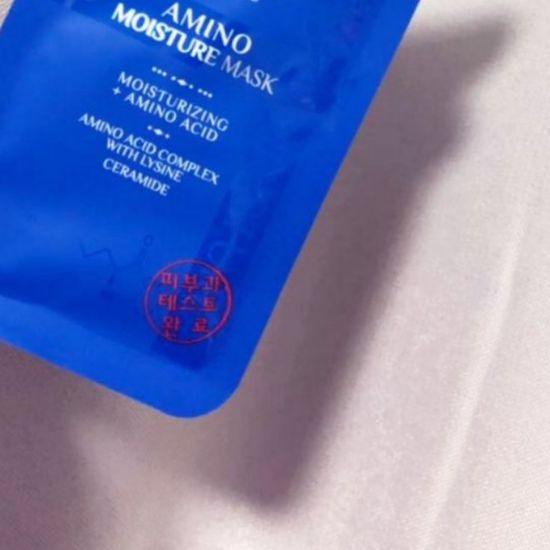 AMINO
MOISTURE MASK
MOISTURIZING
+ AMINO ACID
AMINO ACID COMPLEX
WITH LYSINE
CERAMIDE
피부과
테스트
완료